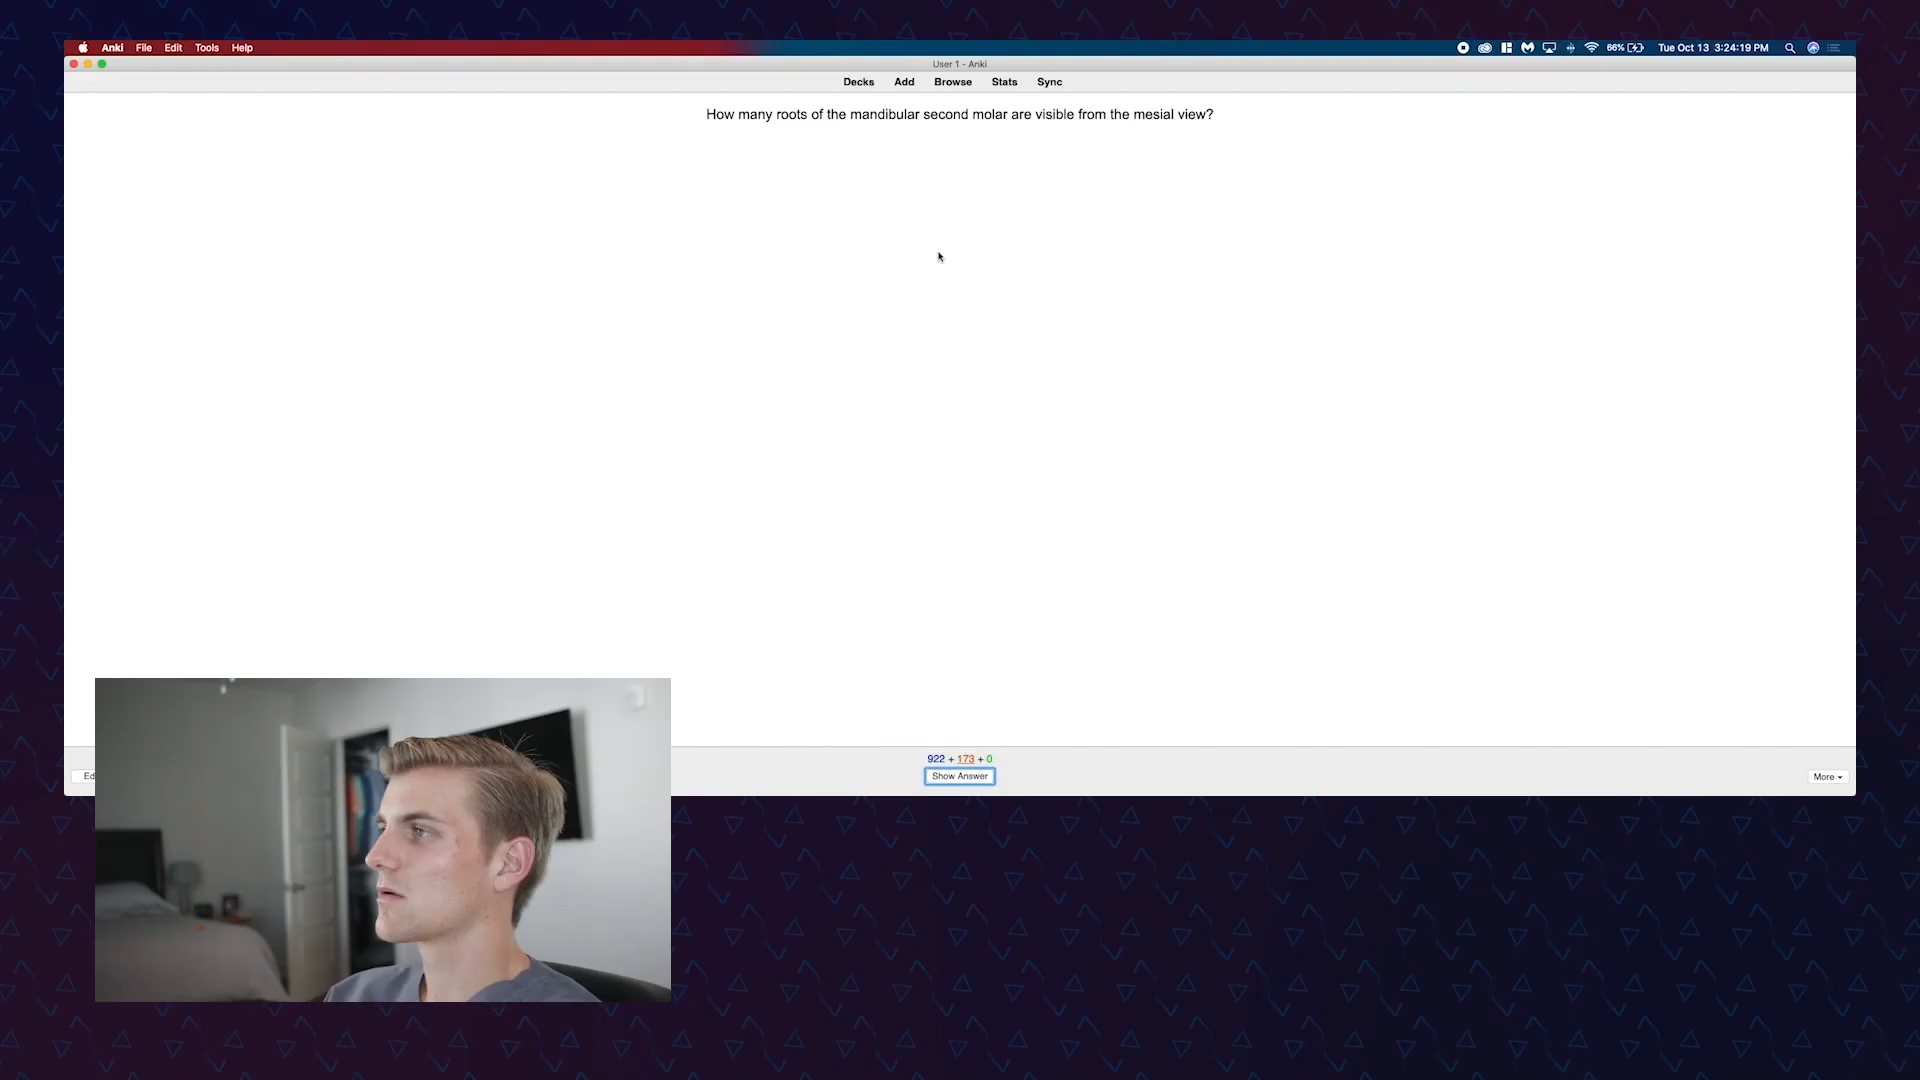 Anki File Edit Tools Help
66% Tue Oct 13 3:24:19 PM
User 1 - Anki
Decks Add Browse Stats Sync
How many roots of the mandibular second molar are visible from the mesial view?
922 + 173 + 0
Ed
Show Answer
More